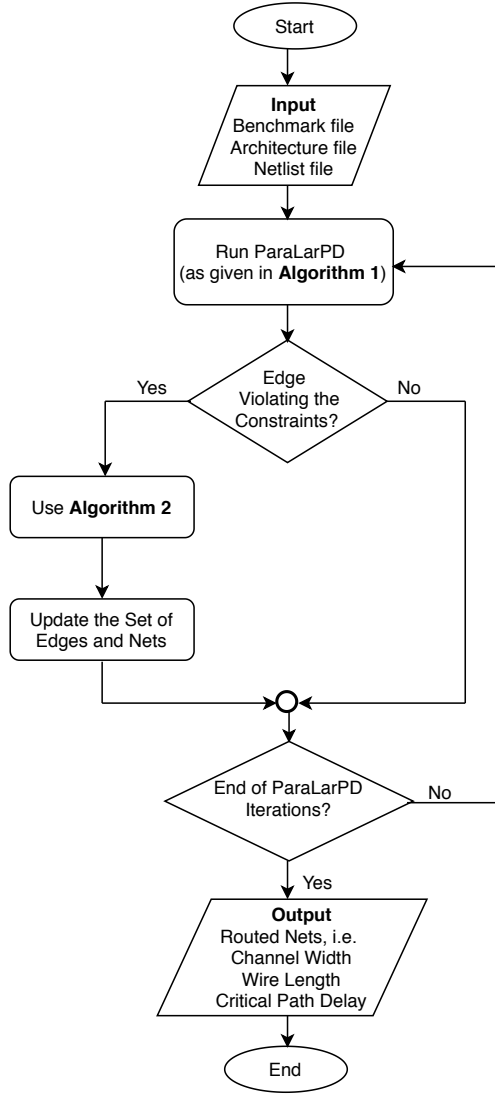 Start
Input
Benchmark file
Architecture file
Netlist file
Run ParaLarPD
(as given in Algorithm 1)
Yes
Edge
Violating the
Constraints?
No
Use Algorithm 2
Update the Set of
Edges and Nets
End of ParaLarPD
Iterations?
No
Yes
Output
Routed Nets, i.e.
Channel Width
Wire Length
Critical Path Delay
End